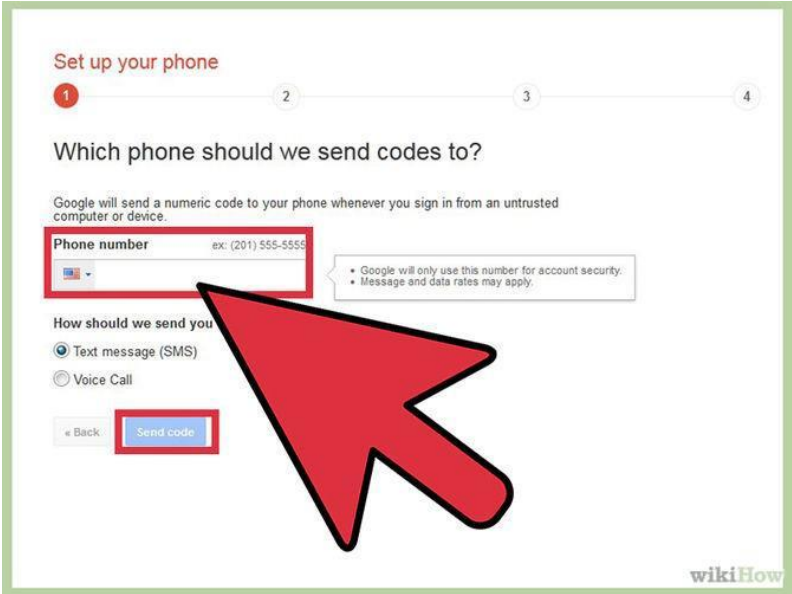 Set up your phone
1 2 3 4
Which phone should we send codes to?
Google will send a numeric code to your phone whenever you sign in from an untrusted
computer or device.
Phone number ex: (201) 555-5555
• Google will only use this number for account security.
• Message and data rates may apply.
How should we send you
Text message (SMS)
Voice Call
« Back Send code
wikiHow